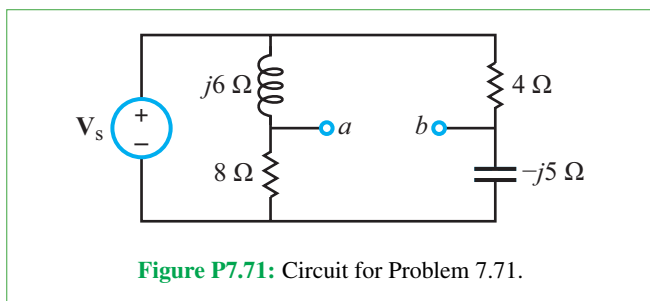 j6 Ω
4 Ω
V_s
+
−
a
b
8 Ω
−j5 Ω
Figure P7.71: Circuit for Problem 7.71.